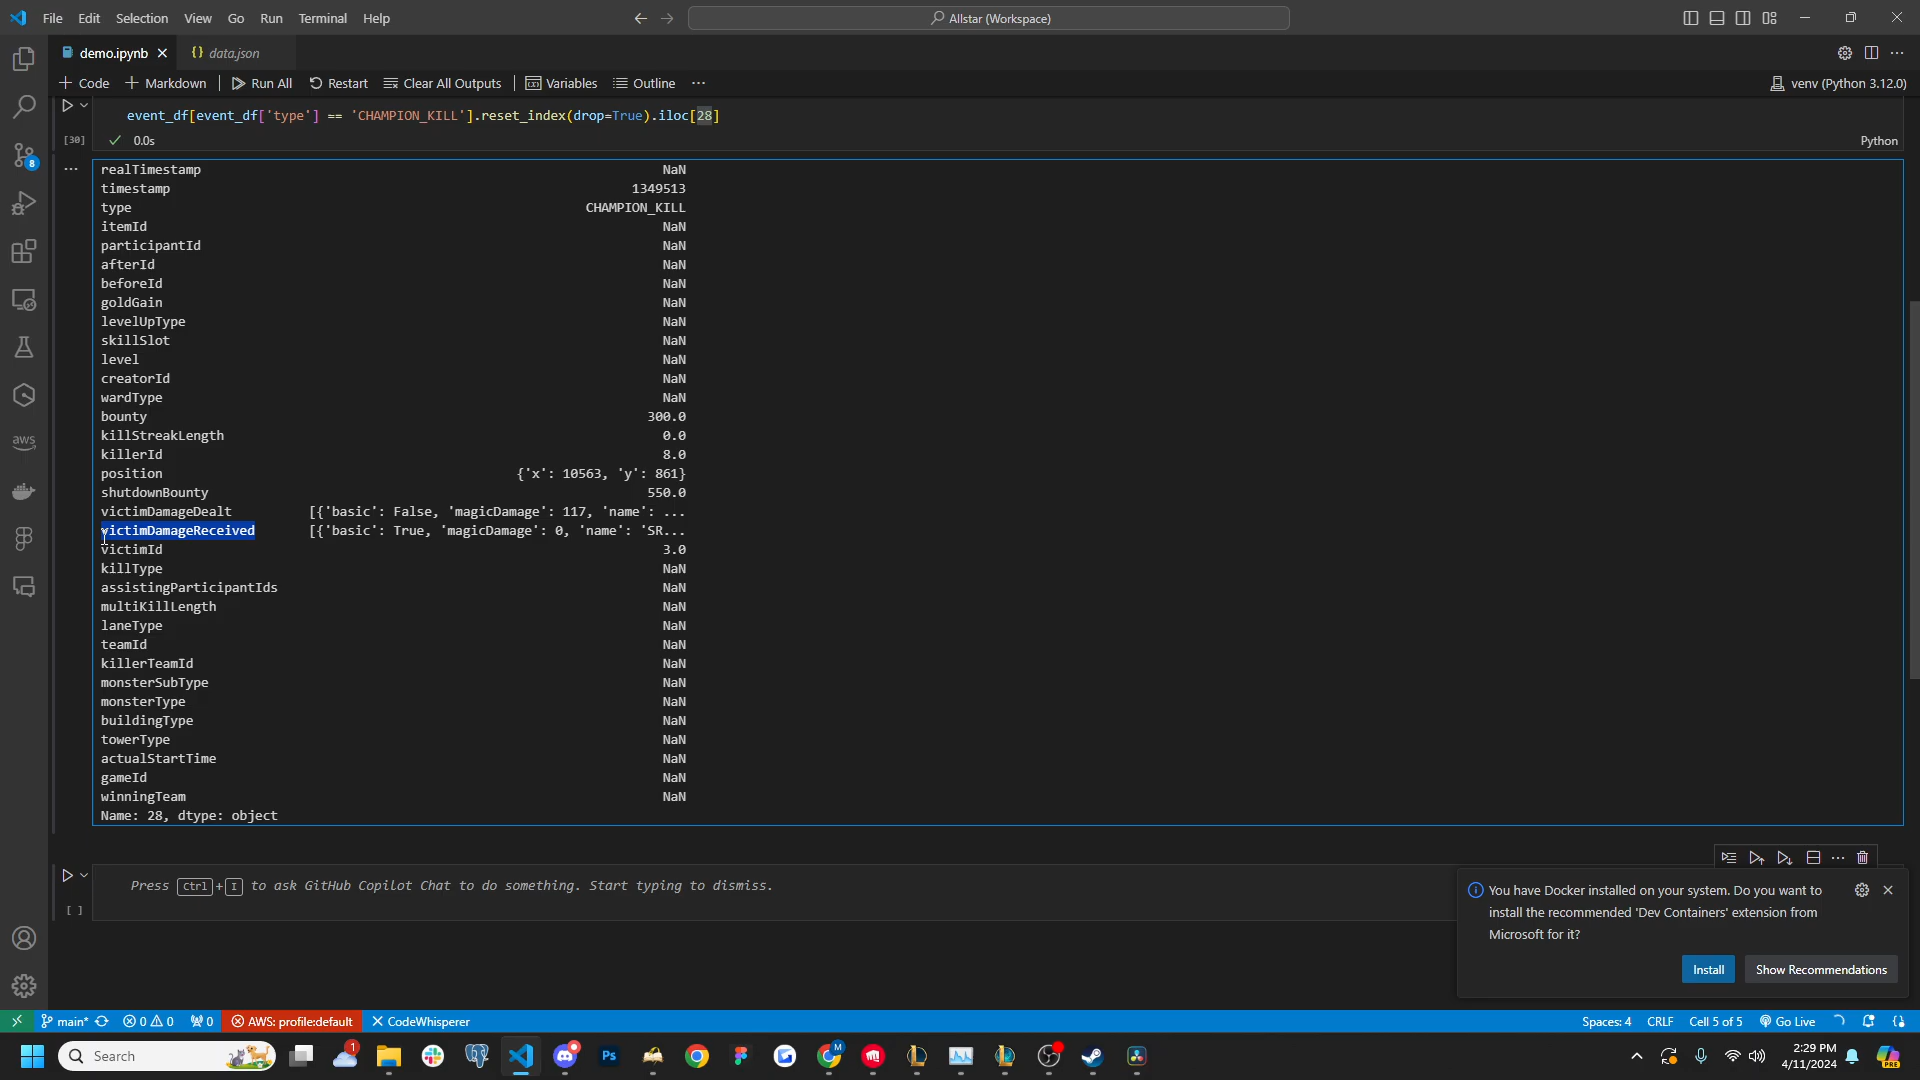 File Edit Selection View Go Run Terminal Help
Allstar (Workspace)
demo.ipynb
{} data.json
Code Markdown Run All Restart Clear All Outputs Variables Outline ...
venv (Python 3.12.0)
event_df[event_df['type'] == 'CHAMPION_KILL'].reset_index(drop=True).iloc[28]
[30] 0.0s Python
realTimestamp NaN
timestamp 1349513
type CHAMPION_KILL
itemId NaN
participantId NaN
afterId NaN
beforeId NaN
goldGain NaN
levelUpType NaN
skillSlot NaN
level NaN
creatorId NaN
wardType NaN
bounty 300.0
killStreakLength 0.0
killerId 8.0
position {'x': 10563, 'y': 861}
shutdownBounty 550.0
victimDamageDealt [{'basic': False, 'magicDamage': 117, 'name': ...
victimDamageReceived [{'basic': True, 'magicDamage': 0, 'name': 'SR...
victimId 3.0
killType NaN
assistingParticipantIds NaN
multiKillLength NaN
laneType NaN
teamId NaN
killerTeamId NaN
monsterSubType NaN
monsterType NaN
buildingType NaN
towerType NaN
actualStartTime NaN
gameId NaN
winningTeam NaN
Name: 28, dtype: object
Press Ctrl + I to ask GitHub Copilot Chat to do something. Start typing to dismiss.
[ ]
You have Docker installed on your system. Do you want to
install the recommended 'Dev Containers' extension from
Microsoft for it?
Install Show Recommendations
aws
8
main* 0 0 0 AWS: profile:default CodeWhisperer
Spaces: 4 CRLF Cell 5 of 5 Go Live
Search
1
Ps
M
2:29 PM
4/11/2024
PRE